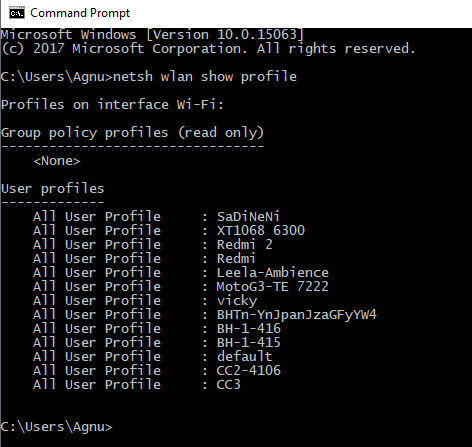 Command Prompt
Microsoft Windows [Version 10.0.15063]
(c) 2017 Microsoft Corporation. All rights reserved.
C:\Users\Agnu>netsh wlan show profile
Profiles on interface Wi-Fi:
Group policy profiles (read only)
---------------------------------
<None>
User profiles
-------------
All User Profile : SaDiNeNi
All User Profile : XT1068 6300
All User Profile : Redmi 2
All User Profile : Redmi
All User Profile : Leela-Ambience
All User Profile : MotoG3-TE 7222
All User Profile : vicky
All User Profile : BHTn-YnJpanJzaGFyYW4
All User Profile : BH-1-416
All User Profile : BH-1-415
All User Profile : default
All User Profile : CC2-4106
All User Profile : CC3
C:\Users\Agnu>